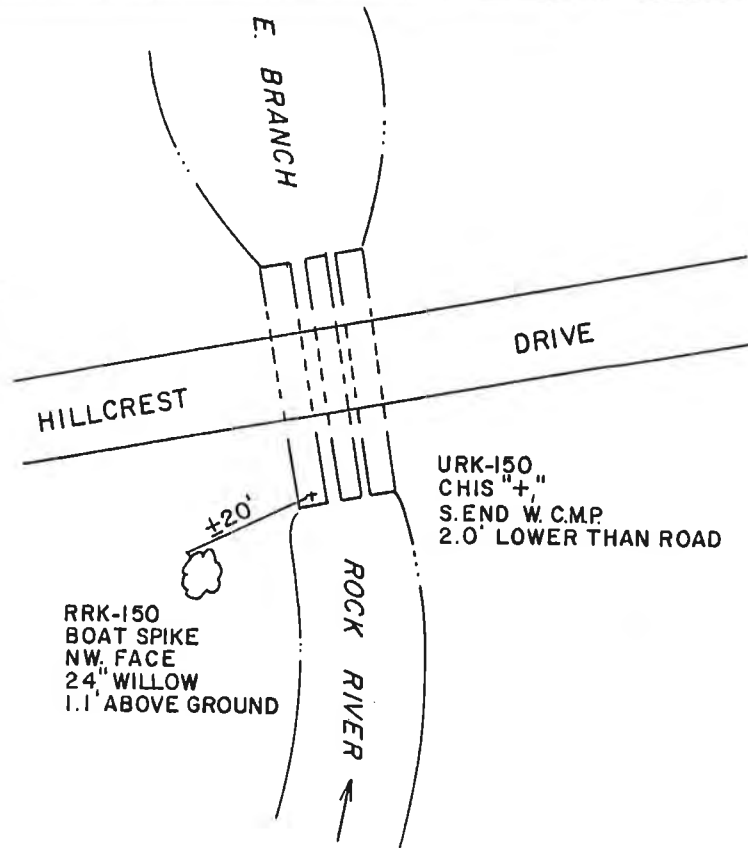 E. BRANCH
HILLCREST DRIVE
±20'
URK-150
CHIS "+,"
S. END W. C.M.P.
2.0' LOWER THAN ROAD
RRK-150
BOAT SPIKE
NW. FACE
24" WILLOW
1.1' ABOVE GROUND
ROCK RIVER